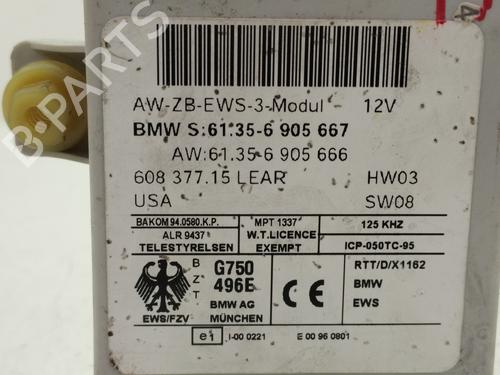 B-PARTS
AW-ZB-EWS-3-Modul - 12V
BMW S:61.35-6 905 667
AW:61.35-6 905 666
608 377.15 LEAR HW03
USA SW08
BAKOM 94.0580.K.P. MPT 1337 125 KHZ
ALR 9437 W.T.LICENCE
TELESTYRELSEN EXEMPT ICP-050TC-95
B Z T G750 RTT/D/X1162
496E BMW
BMW AG EWS
EWS/FZV MÜNCHEN CE
e1 I-00 0221 E 00 96 0801